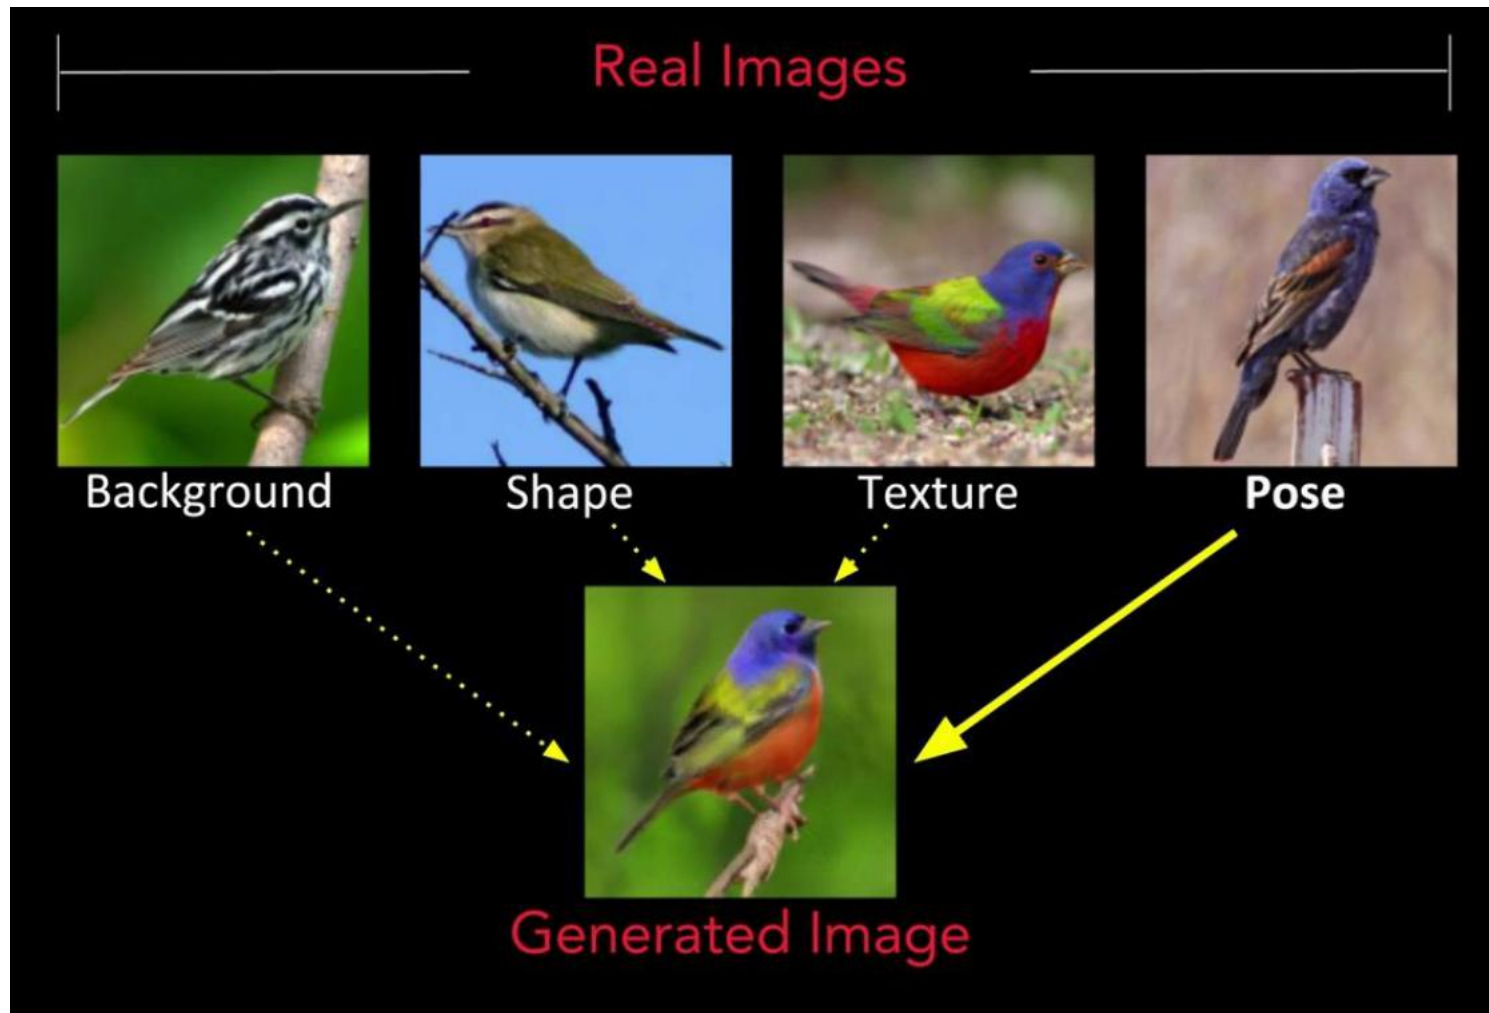 Real Images
Background
Shape
Texture
Pose
Generated Image